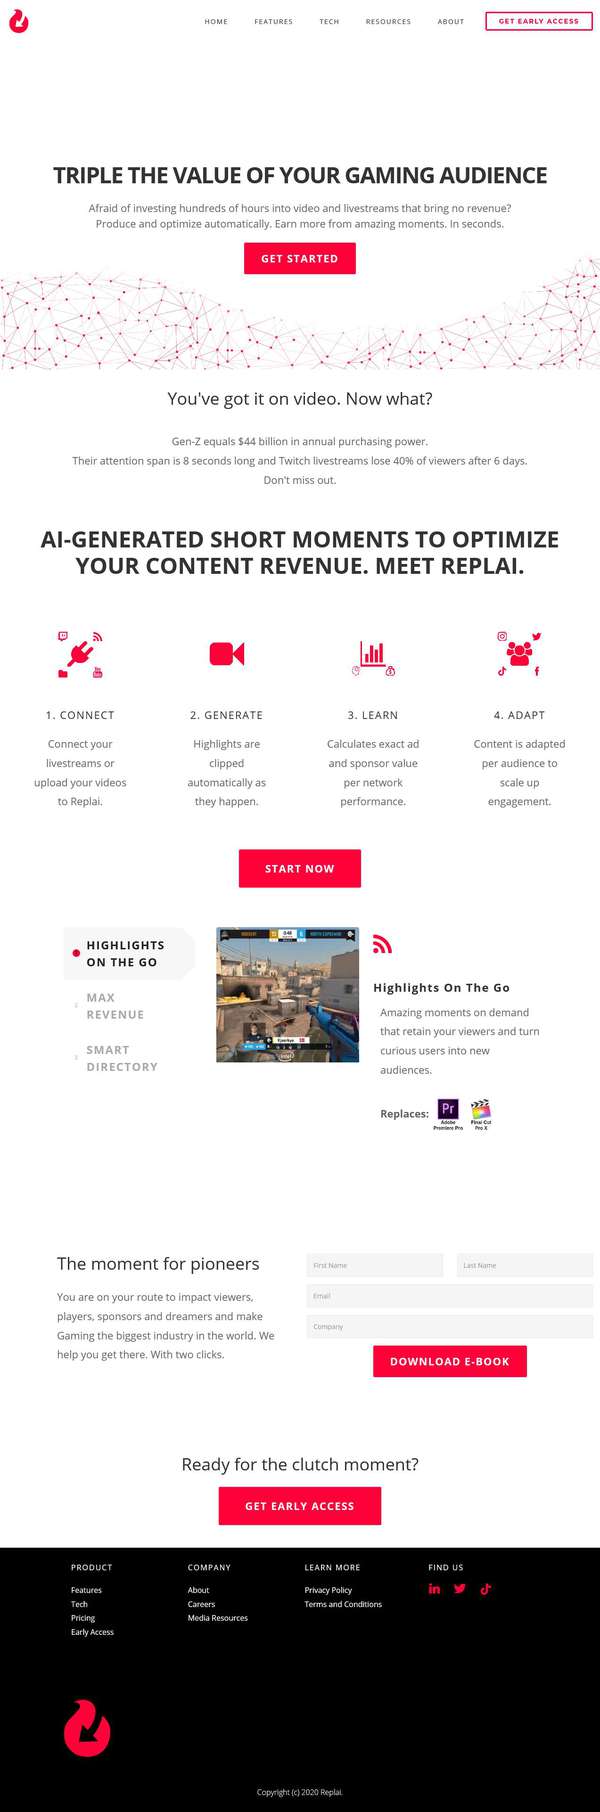 HOME FEATURES TECH RESOURCES ABOUT GET EARLY ACCESS
TRIPLE THE VALUE OF YOUR GAMING AUDIENCE
Afraid of investing hundreds of hours into video and livestreams that bring no revenue?
Produce and optimize automatically. Earn more from amazing moments. In seconds.
GET STARTED
You've got it on video. Now what?
Gen-Z equals $44 billion in annual purchasing power.
Their attention span is 8 seconds long and Twitch livestreams lose 40% of viewers after 6 days.
Don't miss out.
AI-GENERATED SHORT MOMENTS TO OPTIMIZE
YOUR CONTENT REVENUE. MEET REPLAI.
1. CONNECT
Connect your
livestreams or
upload your videos
to Replai.
2. GENERATE
Highlights are
clipped
automatically as
they happen.
3. LEARN
Calculates exact ad
and sponsor value
per network
performance.
4. ADAPT
Content is adapted
per audience to
scale up
engagement.
START NOW
HIGHLIGHTS
ON THE GO
MAX
REVENUE
SMART
DIRECTORY
Kjaerbye
intel
Highlights On The Go
Amazing moments on demand
that retain your viewers and turn
curious users into new
audiences.
Replaces:
Pr
Adobe
Premiere Pro
Final Cut
Pro X
The moment for pioneers
You are on your route to impact viewers,
players, sponsors and dreamers and make
Gaming the biggest industry in the world. We
help you get there. With two clicks.
First Name
Last Name
Email
Company
DOWNLOAD E-BOOK
Ready for the clutch moment?
GET EARLY ACCESS
PRODUCT
Features
Tech
Pricing
Early Access
COMPANY
About
Careers
Media Resources
LEARN MORE
Privacy Policy
Terms and Conditions
FIND US
Copyright (c) 2020 Replai.